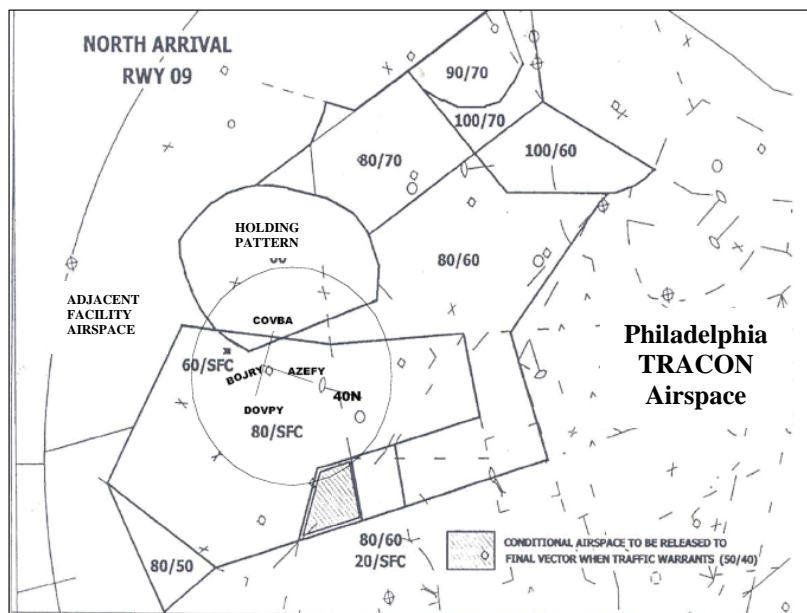 NORTH ARRIVAL
RWY 09
90/70
100/70
80/70
100/60
HOLDING
PATTERN
80/60
ADJACENT
FACILITY
AIRSPACE
COVBA
Philadelphia
TRACON
Airspace
60/SFC
BOJRY
AZEFY
40N
DOVPY
80/SFC
80/60
20/SFC
80/50
CONDITIONAL AIRSPACE TO BE RELEASED TO
FINAL VECTOR WHEN TRAFFIC WARRANTS (50/40)